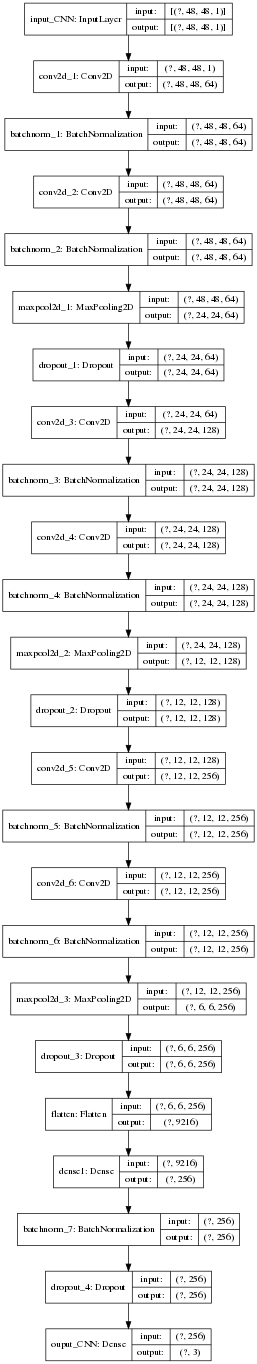 input_CNN: InputLayer input: [(?, 48, 48, 1)]
output: [(?, 48, 48, 1)]
conv2d_1: Conv2D input: (?, 48, 48, 1)
output: (?, 48, 48, 64)
batchnorm_1: BatchNormalization input: (?, 48, 48, 64)
output: (?, 48, 48, 64)
conv2d_2: Conv2D input: (?, 48, 48, 64)
output: (?, 48, 48, 64)
batchnorm_2: BatchNormalization input: (?, 48, 48, 64)
output: (?, 48, 48, 64)
maxpool2d_1: MaxPooling2D input: (?, 48, 48, 64)
output: (?, 24, 24, 64)
dropout_1: Dropout input: (?, 24, 24, 64)
output: (?, 24, 24, 64)
conv2d_3: Conv2D input: (?, 24, 24, 64)
output: (?, 24, 24, 128)
batchnorm_3: BatchNormalization input: (?, 24, 24, 128)
output: (?, 24, 24, 128)
conv2d_4: Conv2D input: (?, 24, 24, 128)
output: (?, 24, 24, 128)
batchnorm_4: BatchNormalization input: (?, 24, 24, 128)
output: (?, 24, 24, 128)
maxpool2d_2: MaxPooling2D input: (?, 24, 24, 128)
output: (?, 12, 12, 128)
dropout_2: Dropout input: (?, 12, 12, 128)
output: (?, 12, 12, 128)
conv2d_5: Conv2D input: (?, 12, 12, 128)
output: (?, 12, 12, 256)
batchnorm_5: BatchNormalization input: (?, 12, 12, 256)
output: (?, 12, 12, 256)
conv2d_6: Conv2D input: (?, 12, 12, 256)
output: (?, 12, 12, 256)
batchnorm_6: BatchNormalization input: (?, 12, 12, 256)
output: (?, 12, 12, 256)
maxpool2d_3: MaxPooling2D input: (?, 12, 12, 256)
output: (?, 6, 6, 256)
dropout_3: Dropout input: (?, 6, 6, 256)
output: (?, 6, 6, 256)
flatten: Flatten input: (?, 6, 6, 256)
output: (?, 9216)
dense1: Dense input: (?, 9216)
output: (?, 256)
batchnorm_7: BatchNormalization input: (?, 256)
output: (?, 256)
dropout_4: Dropout input: (?, 256)
output: (?, 256)
ouput_CNN: Dense input: (?, 256)
output: (?, 3)